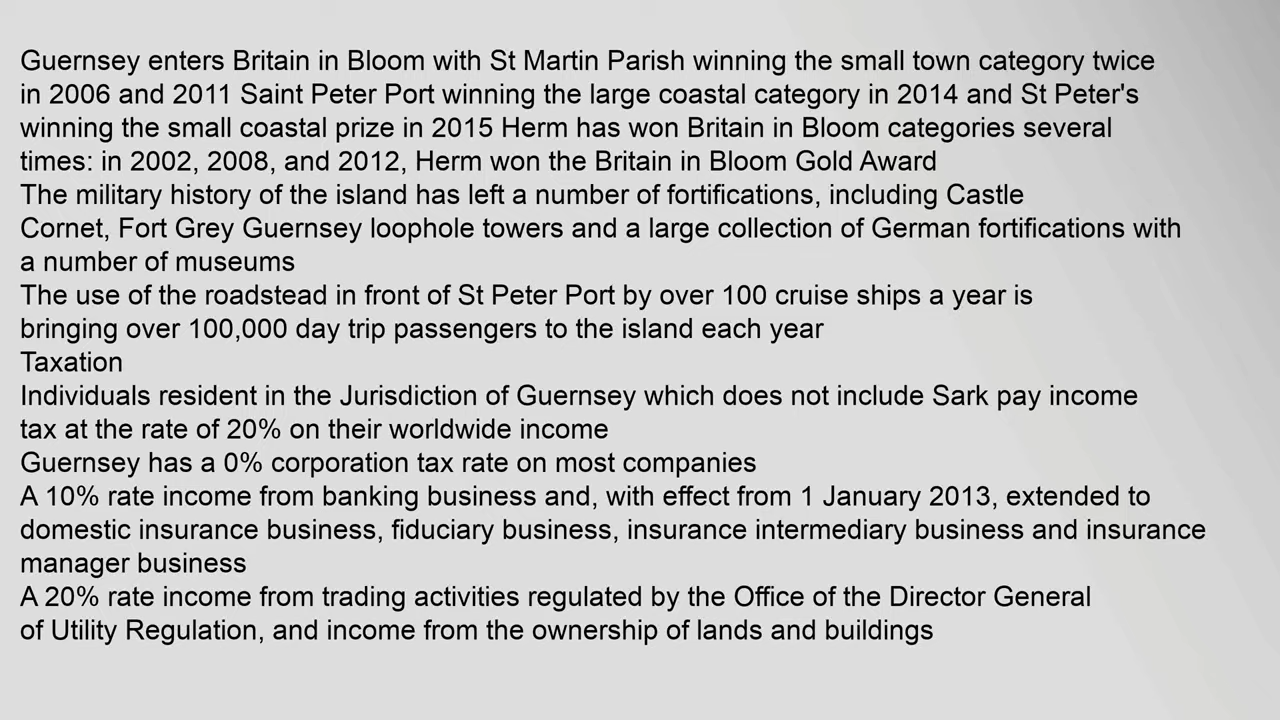 Guernsey enters Britain in Bloom with St Martin Parish winning the small town category twice
in 2006 and 2011 Saint Peter Port winning the large coastal category in 2014 and St Peter's
winning the small coastal prize in 2015 Herm has won Britain in Bloom categories several
times: in 2002, 2008, and 2012, Herm won the Britain in Bloom Gold Award
The military history of the island has left a number of fortifications, including Castle
Cornet, Fort Grey Guernsey loophole towers and a large collection of German fortifications with
a number of museums
The use of the roadstead in front of St Peter Port by over 100 cruise ships a year is
bringing over 100,000 day trip passengers to the island each year
Taxation
Individuals resident in the Jurisdiction of Guernsey which does not include Sark pay income
tax at the rate of 20% on their worldwide income
Guernsey has a 0% corporation tax rate on most companies
A 10% rate income from banking business and, with effect from 1 January 2013, extended to
domestic insurance business, fiduciary business, insurance intermediary business and insurance
manager business
A 20% rate income from trading activities regulated by the Office of the Director General
of Utility Regulation, and income from the ownership of lands and buildings